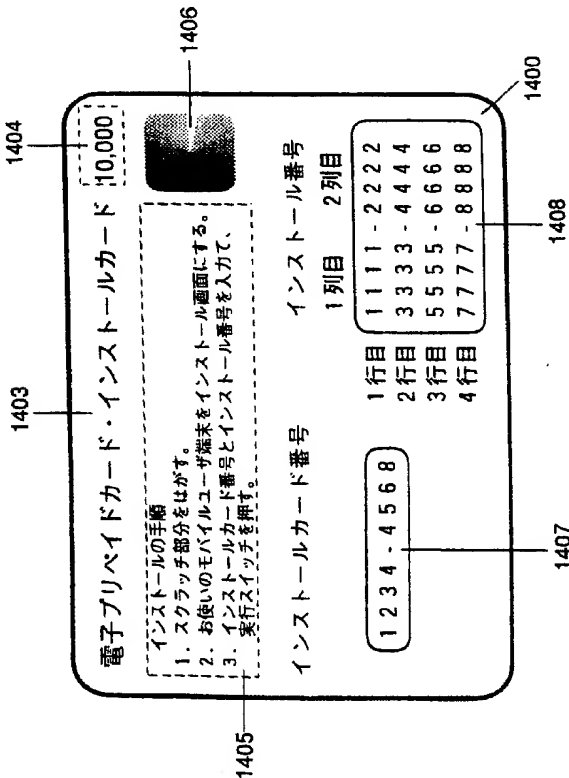 1404
1406
1403
電子プリペイドカード・インストールカード
10,000
インストールの手順
1. スクラッチ部分をはがす。
2. お使いのモバイルユーザ端末をインストール画面にする。
3. インストールカード番号とインストール番号を入力て、
実行スイッチを押す。
1405
インストールカード番号
1234-4568
1407
インストール番号
1列目 2列目
1行目 1111-2222
2行目 3333-4444
3行目 5555-6666
4行目 7777-8888
1408
1400